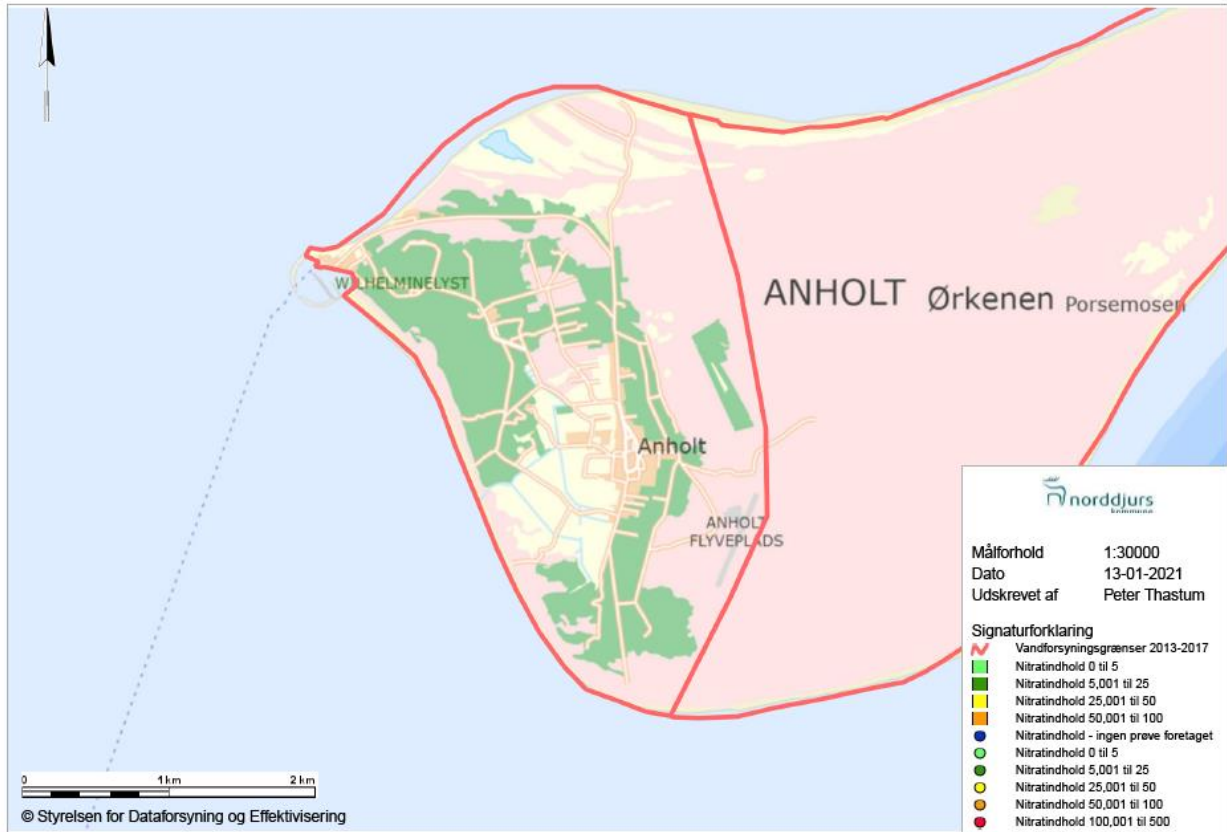 WILHELMINELYST
ANHOLT Ørkenen Porsemosen
Anholt
ANHOLT
FLYVEPLADS
norddjurs
kommune
Målforhold 1:30000
Dato 13-01-2021
Udskrevet af Peter Thastum
Signaturforklaring
Vandforsyningsgrænser 2013-2017
Nitratindhold 0 til 5
Nitratindhold 5,001 til 25
Nitratindhold 25,001 til 50
Nitratindhold 50,001 til 100
Nitratindhold - ingen prøve foretaget
Nitratindhold 0 til 5
Nitratindhold 5,001 til 25
Nitratindhold 25,001 til 50
Nitratindhold 50,001 til 100
Nitratindhold 100,001 til 500
0 1 km 2 km
© Styrelsen for Dataforsyning og Effektivisering